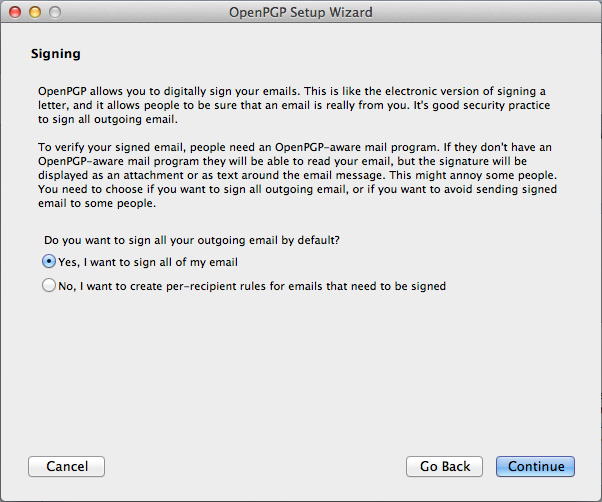 OpenPGP Setup Wizard
Signing
OpenPGP allows you to digitally sign your emails. This is like the electronic version of signing a
letter, and it allows people to be sure that an email is really from you. It's good security practice
to sign all outgoing email.
To verify your signed email, people need an OpenPGP-aware mail program. If they don't have an
OpenPGP-aware mail program they will be able to read your email, but the signature will be
displayed as an attachment or as text around the email message. This might annoy some people.
You need to choose if you want to sign all outgoing email, or if you want to avoid sending signed
email to some people.
Do you want to sign all your outgoing email by default?
Yes, I want to sign all of my email
No, I want to create per-recipient rules for emails that need to be signed
Cancel Go Back Continue